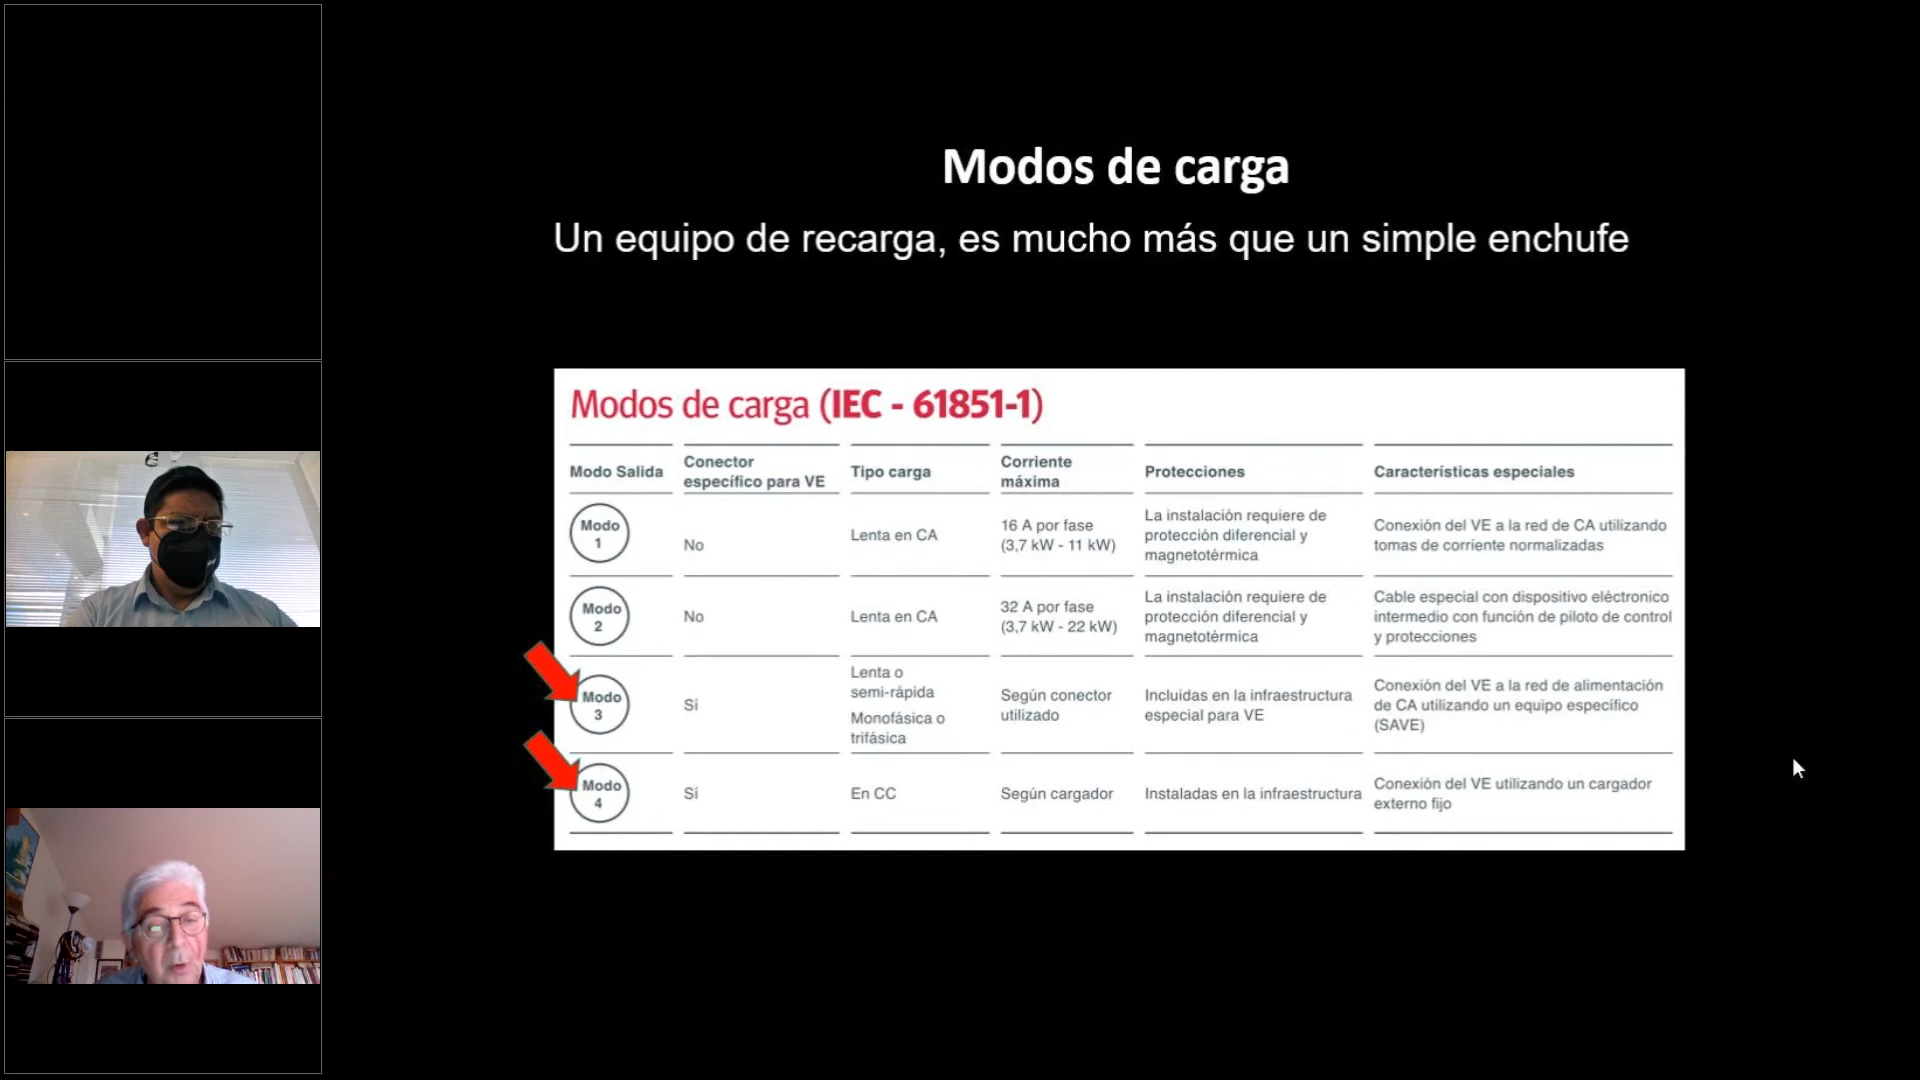 Modos de carga
Un equipo de recarga, es mucho más que un simple enchufe
Modos de carga (IEC - 61851-1)
Modo Salida
Conector
específico para VE
Tipo carga
Corriente
máxima
Protecciones
Características especiales
Modo
1
No
Lenta en CA
16 A por fase
(3,7 kW - 11 kW)
La instalación requiere de
protección diferencial y
magnetotérmica
Conexión del VE a la red de CA utilizando
tomas de corriente normalizadas
Modo
2
No
Lenta en CA
32 A por fase
(3,7 kW - 22 kW)
La instalación requiere de
protección diferencial y
magnetotérmica
Cable especial con dispositivo eléctronico
intermedio con función de piloto de control
y protecciones
Modo
3
Sí
Lenta o
semi-rápida
Monofásica o
trifásica
Según conector
utilizado
Incluidas en la infraestructura
especial para VE
Conexión del VE a la red de alimentación
de CA utilizando un equipo específico
(SAVE)
Modo
4
Sí
En CC
Según cargador
Instaladas en la infraestructura
Conexión del VE utilizando un cargador
externo fijo